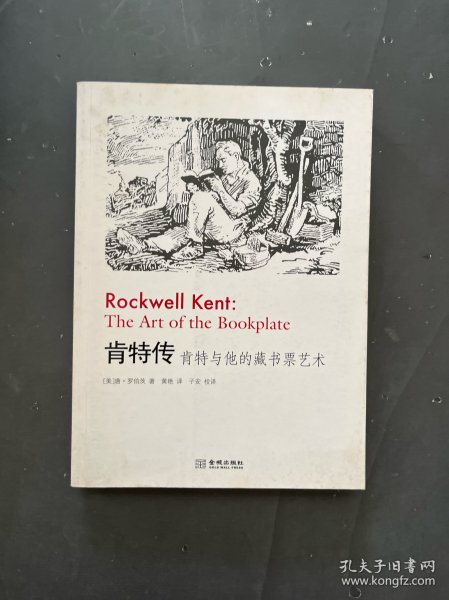 Rockwell Kent:
The Art of the Bookplate
肯特传 肯特与他的藏书票艺术
[美]唐·罗伯茨 著 黄艳 译 子安 校译
金城出版社
GOLD WALL PRESS
孔夫子旧书网
www.kongfz.com